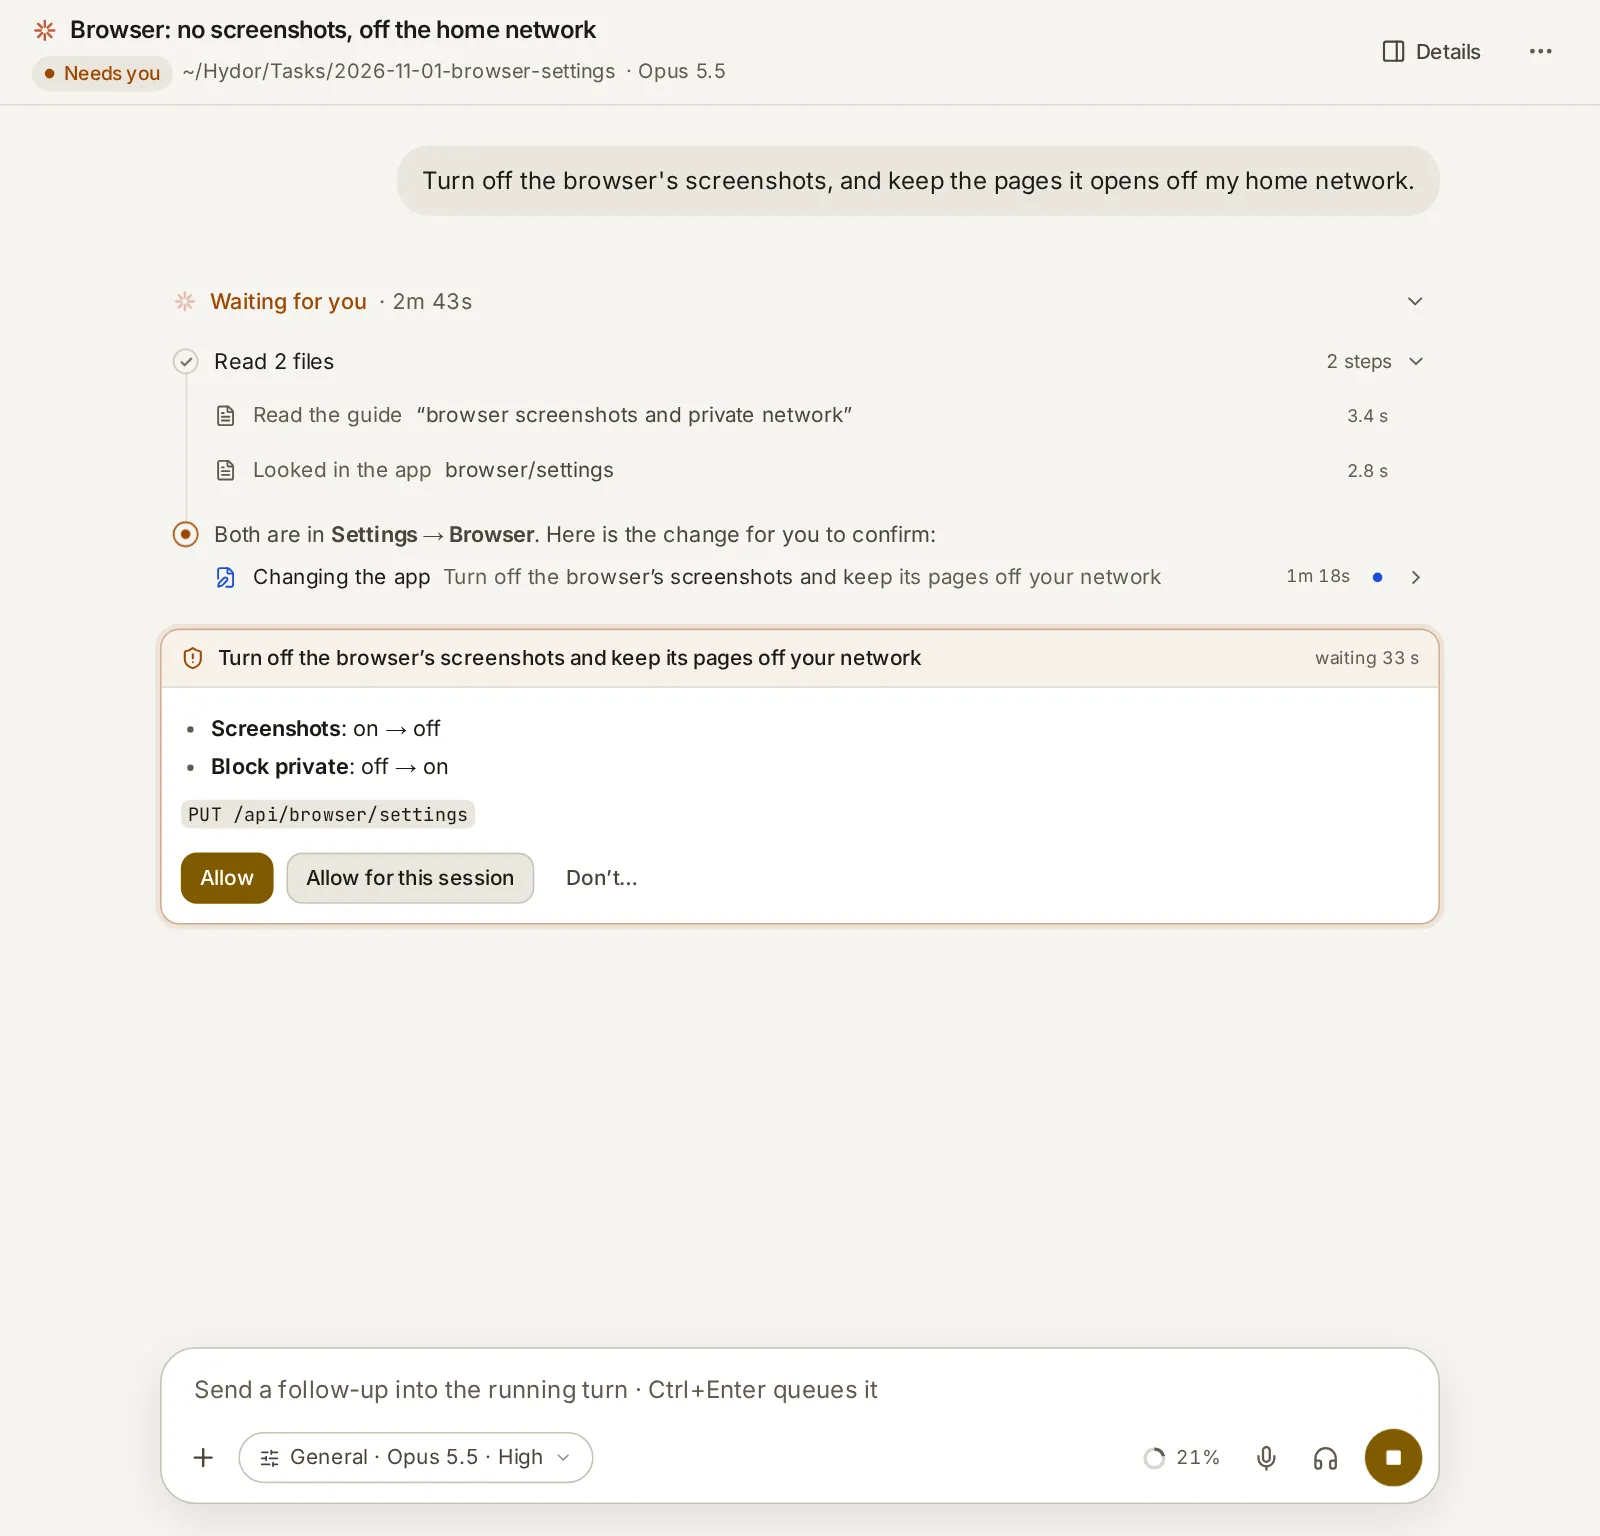 Browser: no screenshots, off the home network
Needs you ~/Hydor/Tasks/2026-11-01-browser-settings · Opus 5.5
Details
Turn off the browser's screenshots, and keep the pages it opens off my home network.
Waiting for you · 2m 43s
Read 2 files
2 steps
Read the guide “browser screenshots and private network”
3.4 s
Looked in the app browser/settings
2.8 s
Both are in Settings → Browser. Here is the change for you to confirm:
Changing the app Turn off the browser’s screenshots and keep its pages off your network
1m 18s
Turn off the browser’s screenshots and keep its pages off your network
waiting 33 s
• Screenshots: on → off
• Block private: off → on
PUT /api/browser/settings
Allow
Allow for this session
Don’t…
Send a follow-up into the running turn · Ctrl+Enter queues it
General · Opus 5.5 · High
21%